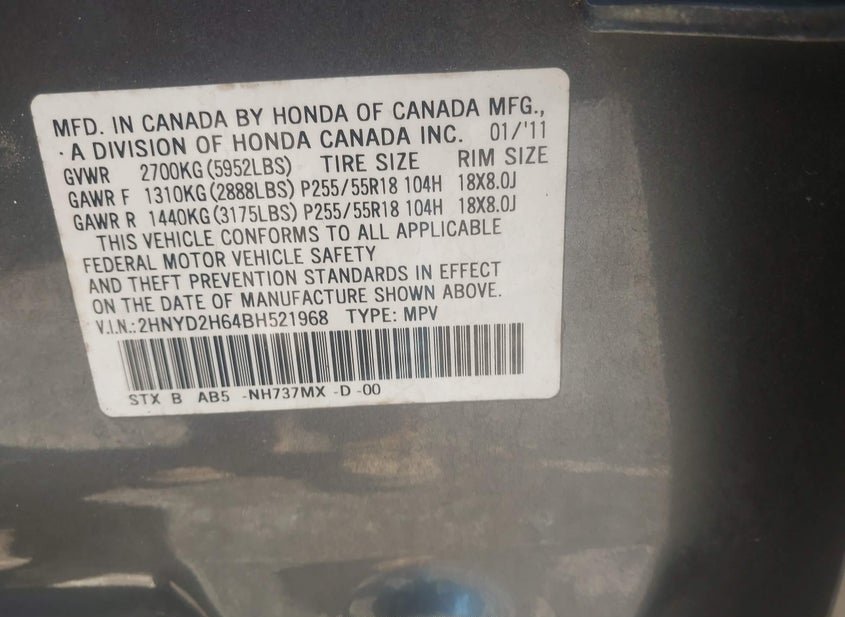 MFD. IN CANADA BY HONDA OF CANADA MFG.,
A DIVISION OF HONDA CANADA INC. 01/'11
GVWR 2700KG(5952LBS) TIRE SIZE RIM SIZE
GAWR F 1310KG(2888LBS) P255/55R18 104H 18X8.0J
GAWR R 1440KG(3175LBS) P255/55R18 104H 18X8.0J
THIS VEHICLE CONFORMS TO ALL APPLICABLE
FEDERAL MOTOR VEHICLE SAFETY
AND THEFT PREVENTION STANDARDS IN EFFECT
ON THE DATE OF MANUFACTURE SHOWN ABOVE.
V.I.N.:2HNYD2H64BH521968 TYPE: MPV
STX B AB5 -NH737MX -D -00